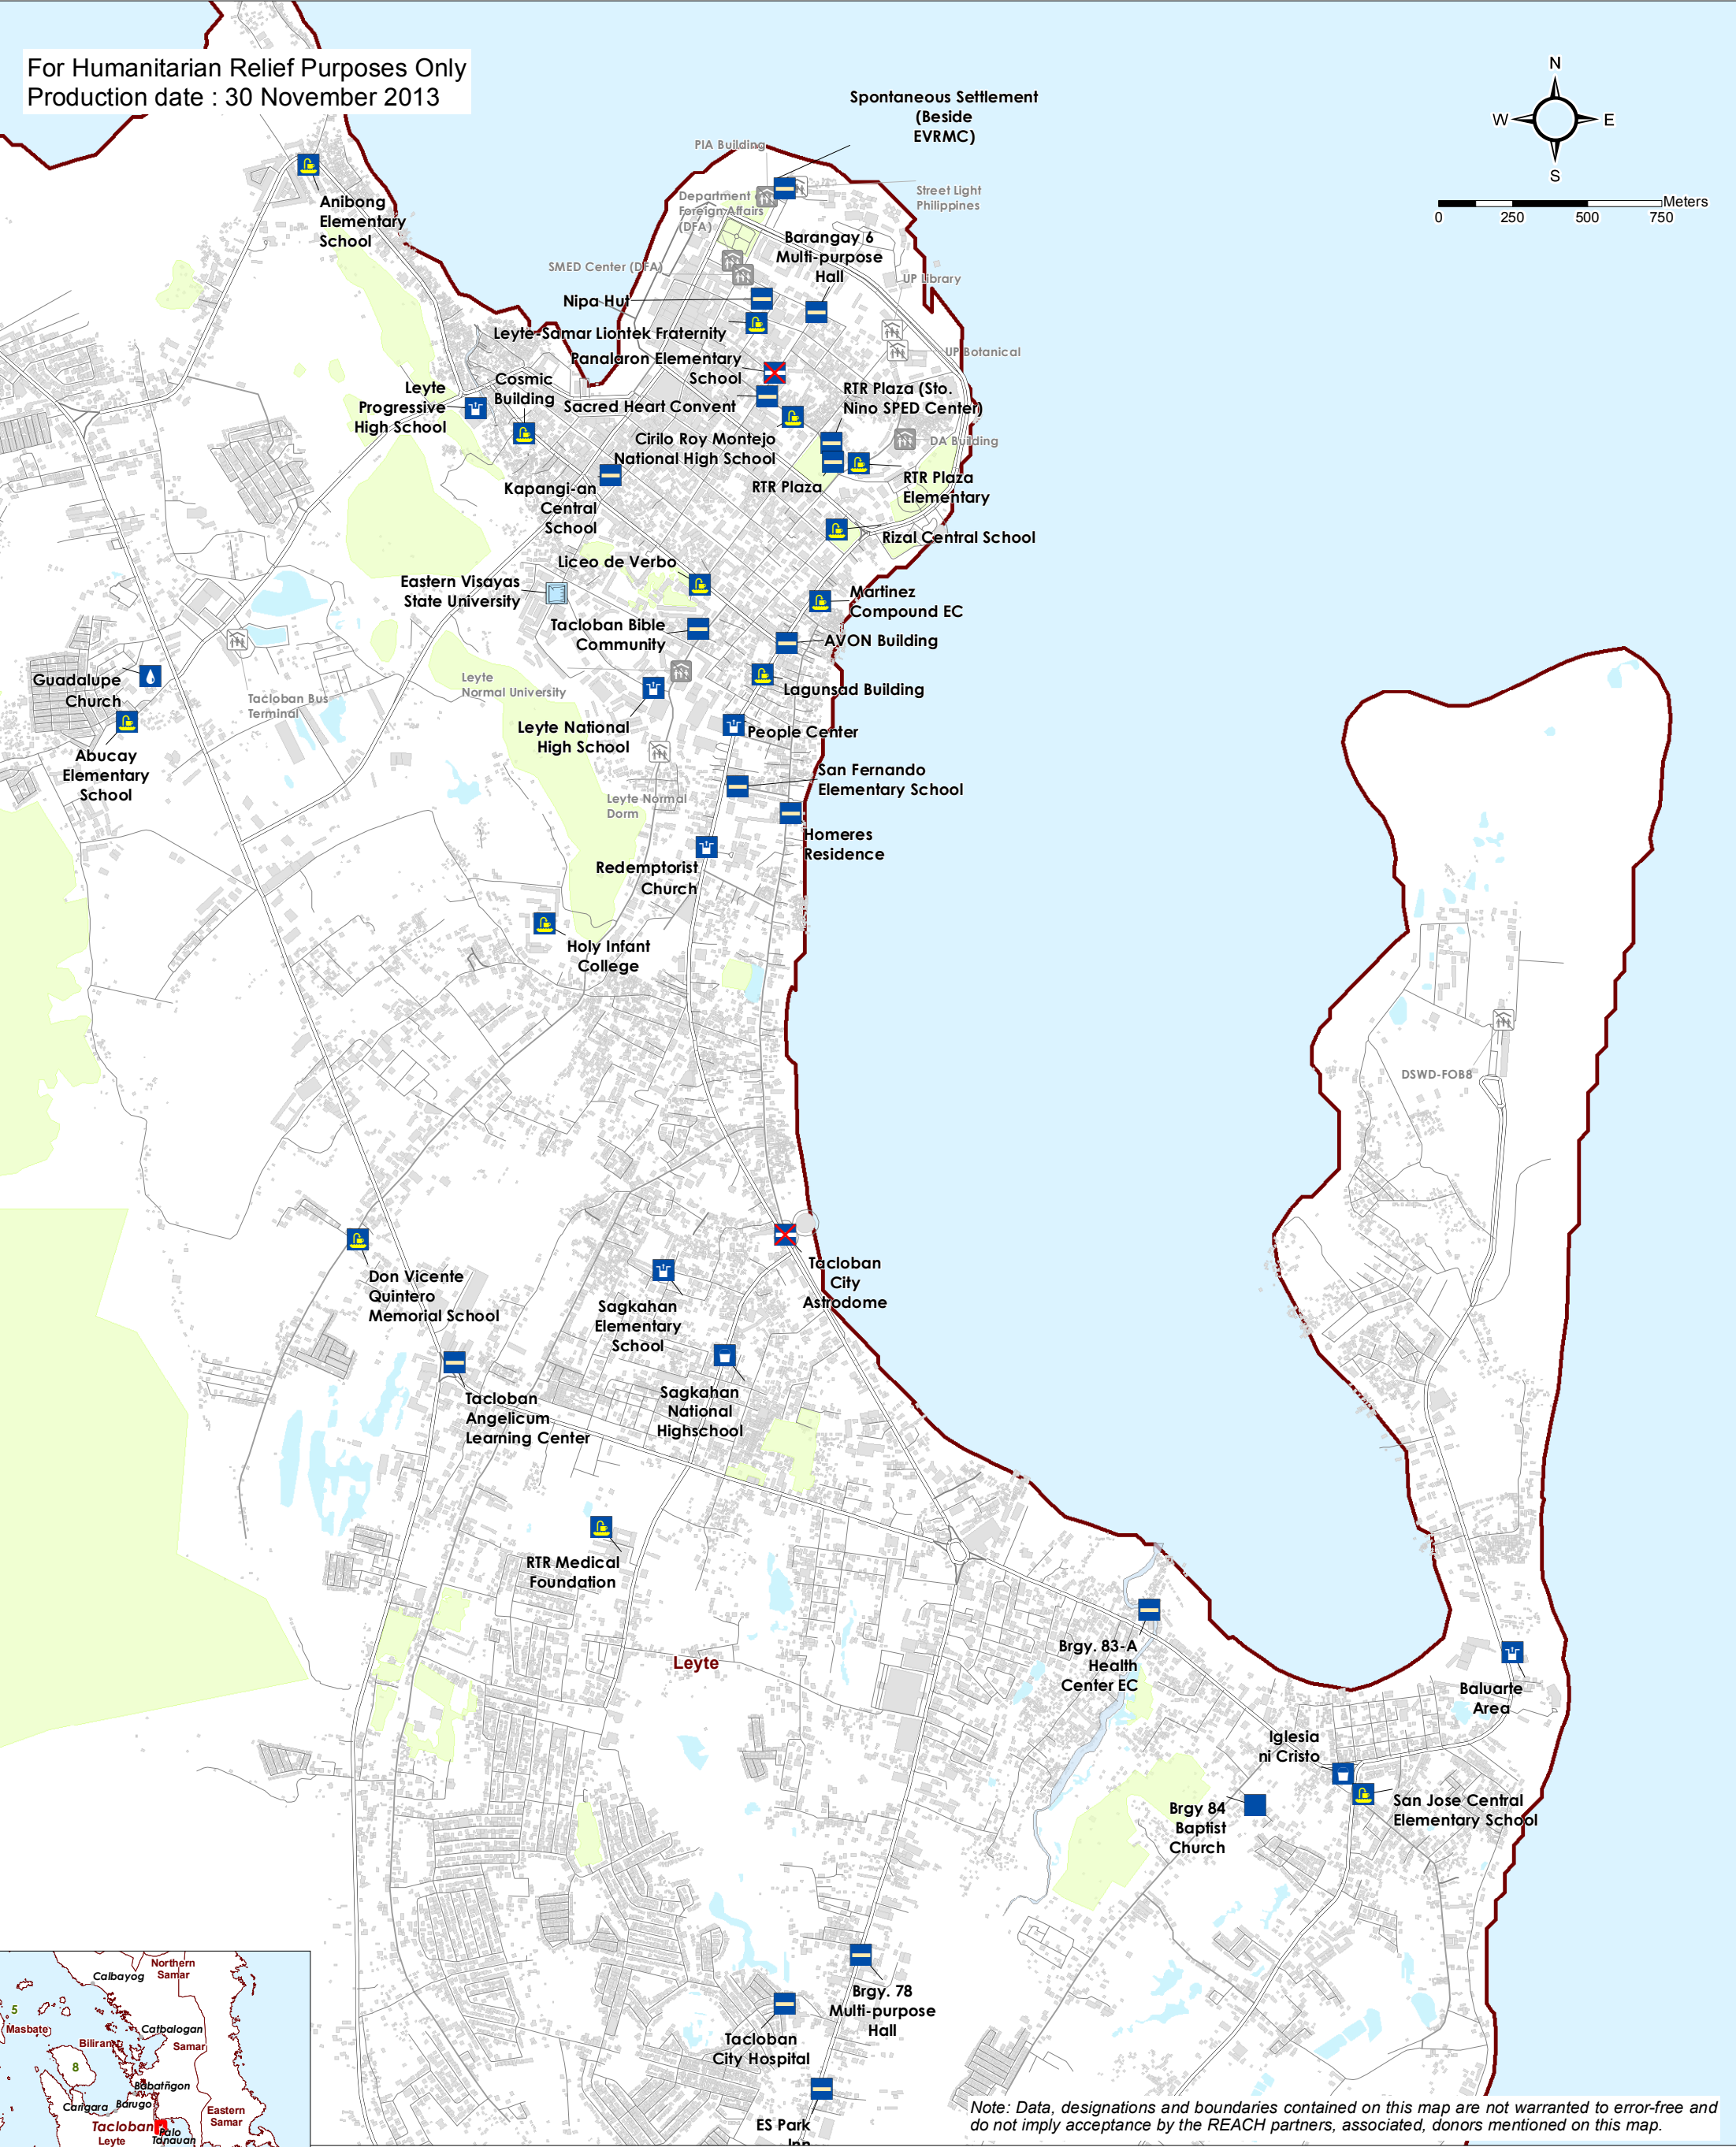 For Humanitarian Relief Purposes Only
Production date : 30 November 2013
N
W
E
S
Meters
0
250
500
750
Spontaneous Settlement
(Beside
EVRMC)
PIA Building
Street Light
Philippines
Department
Foreign Affairs
(DFA)
Anibong
Elementary
School
Barangay 6
Multi-purpose
Hall
SMED Center (DFA)
UP Library
Nipa Hut
Leyte-Samar Liontek Fraternity
UP Botanical
Panalaron Elementary
School
Cosmic
Building
Leyte
Progressive
High School
RTR Plaza (Sto.
Nino SPED Center)
Sacred Heart Convent
DA Building
Cirilo Roy Montejo
National High School
RTR Plaza
RTR Plaza
Elementary
Kapangi-an
Central
School
Rizal Central School
Liceo de Verbo
Eastern Visayas
State University
Martinez
Compound EC
Tacloban Bible
Community
AVON Building
Guadalupe
Church
Leyte
Normal University
Tacloban Bus
Terminal
Lagunsad Building
Leyte National
High School
People Center
Abucay
Elementary
School
San Fernando
Elementary School
Leyte Normal
Dorm
Homeres
Residence
Redemptorist
Church
Holy Infant
College
DSWD-FOB8
Tacloban
City
Astrodome
Don Vicente
Quintero
Memorial School
Sagkahan
Elementary
School
Sagkahan
National
Highschool
Tacloban
Angelicum
Learning Center
RTR Medical
Foundation
Leyte
Brgy. 83-A
Health
Center EC
Baluarte
Area
Iglesia
ni Cristo
San Jose Central
Elementary School
Brgy 84
Baptist
Church
Brgy. 78
Multi-purpose
Hall
Tacloban
City Hospital
ES Park
Inn
Northern
Samar
Calbayog
5
Masbate
Catbalogan
Biliran
Samar
8
Babatñgon
Carigara
Barugo
Eastern
Samar
Tacloban
Palo
Tanauan
Leyte
Note: Data, designations and boundaries contained on this map are not warranted to error-free and
do not imply acceptance by the REACH partners, associated, donors mentioned on this map.